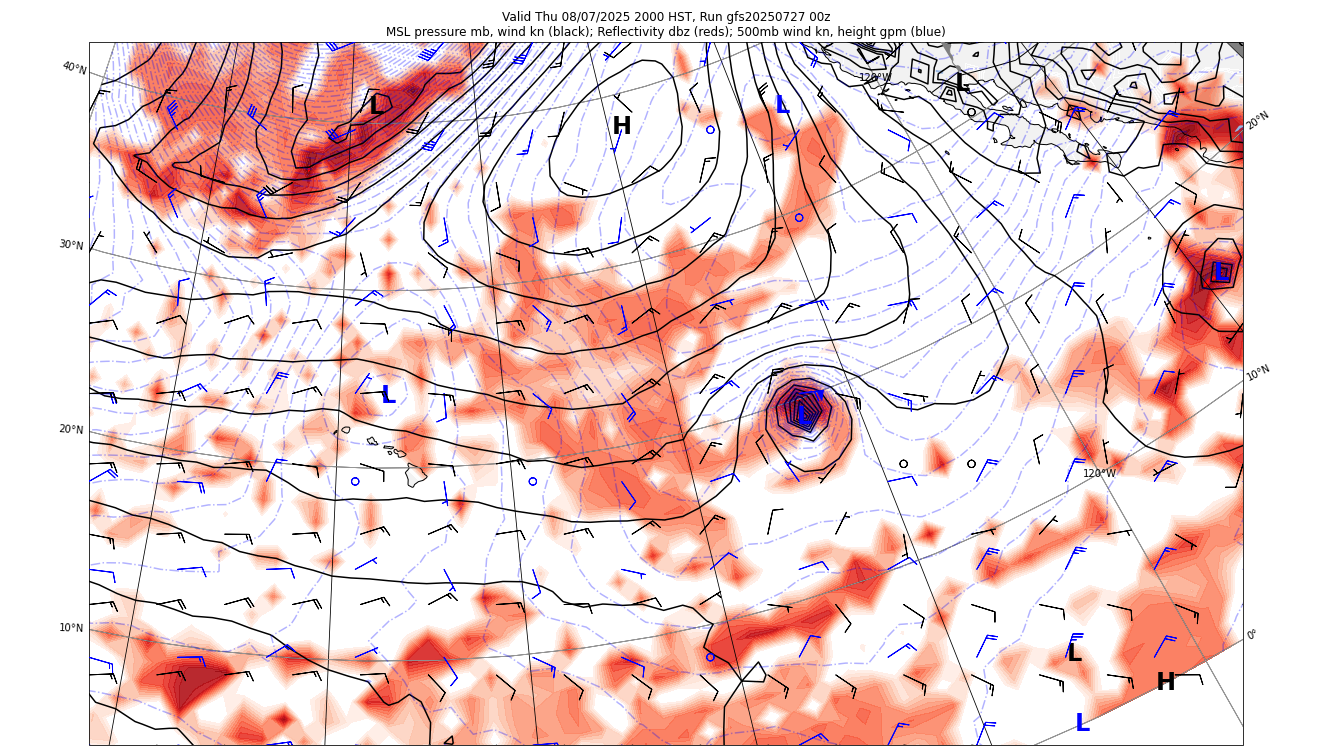 Valid Thu 08/07/2025 2000 HST, Run gfs20250727 00z
MSL pressure mb, wind kn (black); Reflectivity dbz (reds); 500mb wind kn, height gpm (blue)
40°N
120°W
L
L
L
H
20°N
30°N
L
10°N
L
L
20°N
120°W
10°N
0°
L
H
L